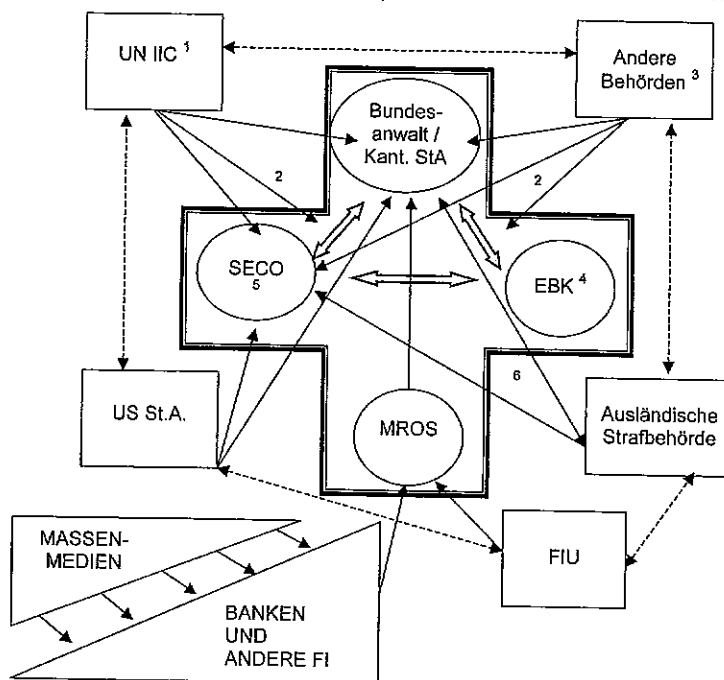 UN IIC 1
Andere
Behörden 3
Bundes-
anwalt /
Kant. StA
2
2
SECO
5
EBK 4
6
US St.A.
MROS
Ausländische
Strafbehörde
FIU
MASSEN-
MEDIEN
BANKEN
UND
ANDERE FI